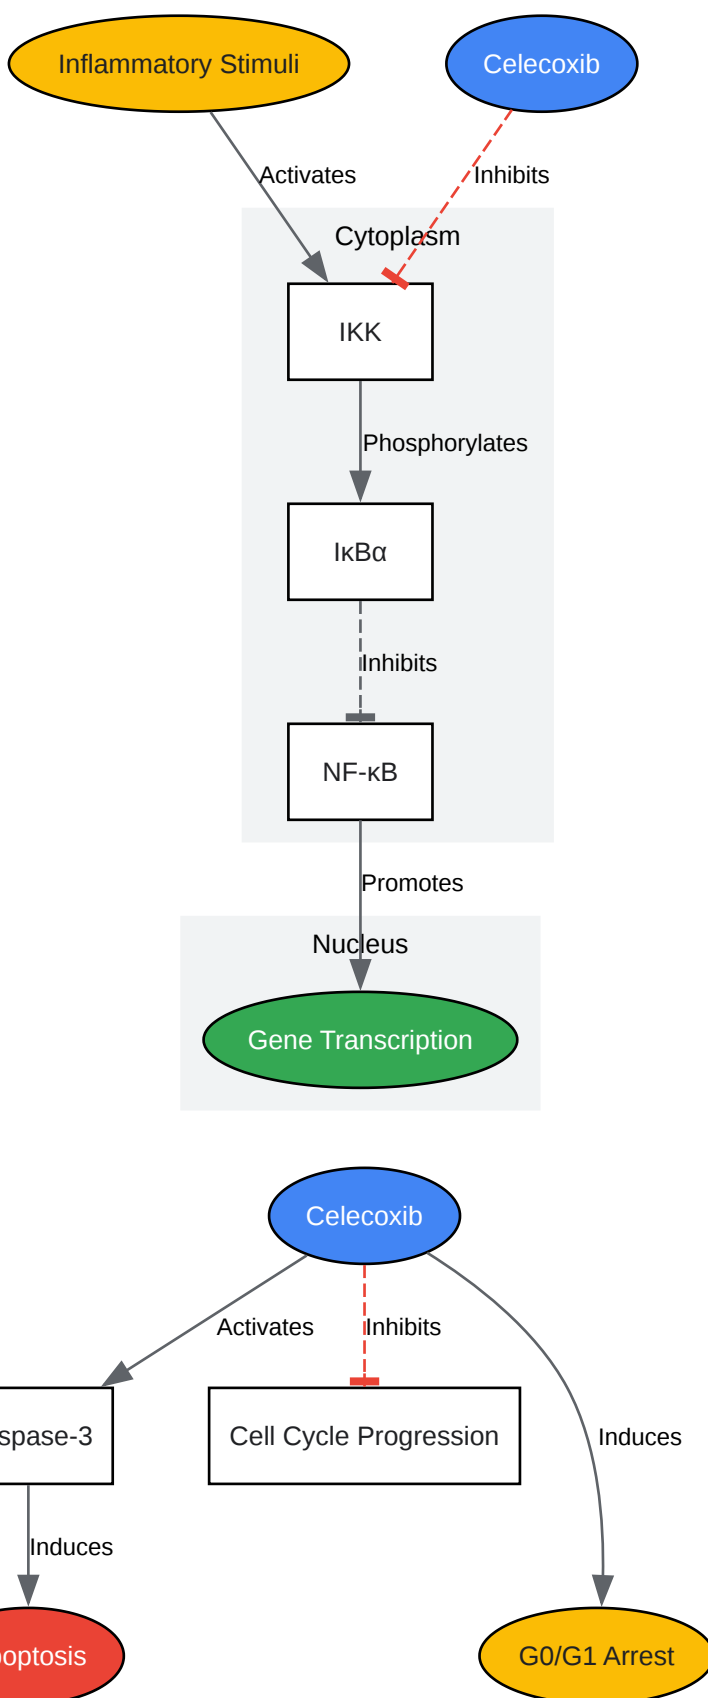 Inflammatory Stimuli
Celecoxib
Activates
Inhibits
Cytoplasm
IKK
Phosphorylates
IκBα
Inhibits
NF-κB
Promotes
Nucleus
Gene Transcription
Celecoxib
Activates
Inhibits
spase-3
Cell Cycle Progression
Induces
Induces
optosis
G0/G1 Arrest